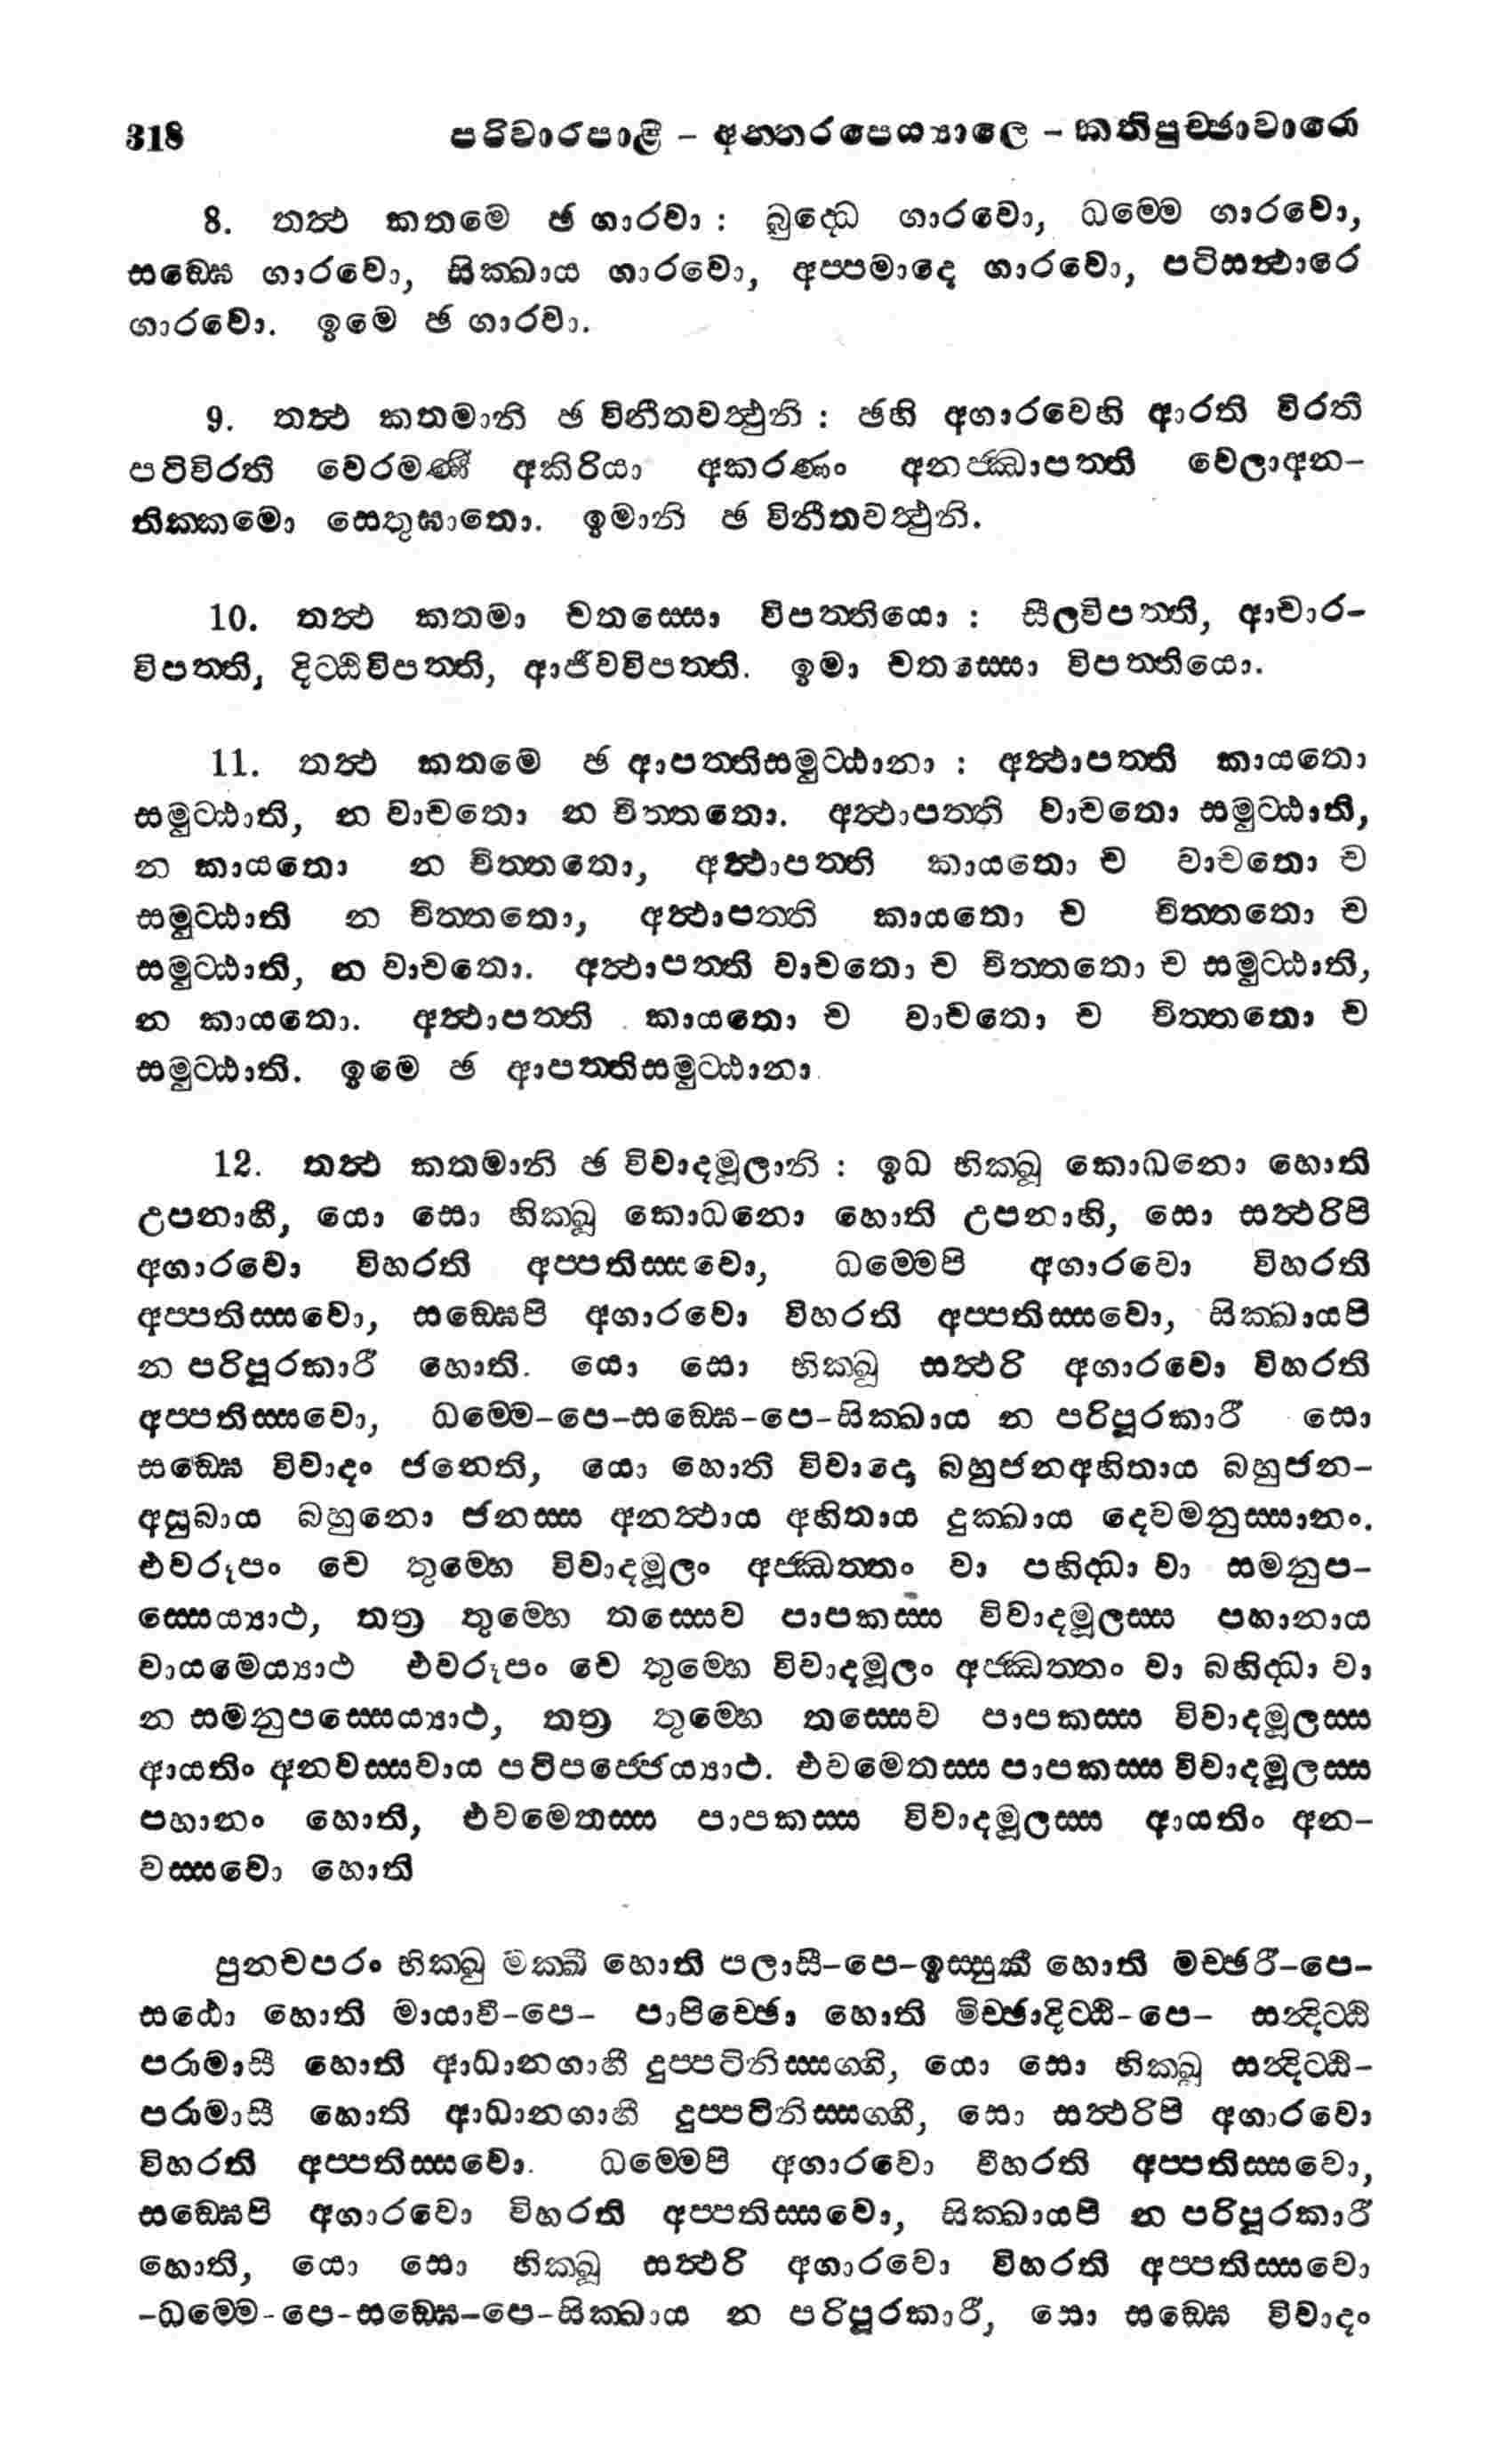 318 පරිවාරපාළි – අන්තරපෙය්‍යාලෙ – කතිපුච්ඡාවාරො
8. තත්‍ථ කතමෙ ඡ ගාරවා : බුද්ධෙ ගාරවො, ධම්මෙ ගාරවො,
සඞ්ඝෙ ගාරවො, සික්ඛාය ගාරවො, අප්පමාදෙ ගාරවො, පටිසන්‍ථාරෙ
ගාරවො. ඉමෙ ඡ ගාරවා.
9. තත්‍ථ කතමානි ඡ විනීතවත්‍ථුනි : ඡහි අගාරවෙහි ආරති විරති
පටිවිරති වෙරමණී අකිරියා අකරණං අනජ්ඣාපත්ති වෙලාඅන–
තික්කමො සෙතුඝාතො. ඉමානි ඡ විනීතවත්‍ථුනි.
10. තත්‍ථ කතමා චතස්සො විපත්තියො : සීලවිපත්ති, ආචාර–
විපත්ති, දිට්ඨිවිපත්ති, ආජීවවිපත්ති. ඉමා චතස්සො විපත්තියො.
11. තත්‍ථ කතමෙ ඡ ආපත්තිසමුට්ඨානා : අත්‍ථාපත්ති කායතො
සමුට්ඨාති, න වාචතො න චිත්තතො. අත්‍ථාපත්ති වාචතො සමුට්ඨාති,
න කායතො න චිත්තතො, අත්‍ථාපත්ති කායතො ච වාචතො ච
සමුට්ඨාති න චිත්තතො, අත්‍ථාපත්ති කායතො ච චිත්තතො ච
සමුට්ඨාති, න වාචතො. අත්‍ථාපත්ති වාචතො ච චිත්තතො ච සමුට්ඨාති,
න කායතො. අත්‍ථාපත්ති කායතො ච වාචතො ච චිත්තතො ච
සමුට්ඨාති. ඉමෙ ඡ ආපත්තිසමුට්ඨානා.
12. තත්‍ථ කතමානි ඡ විවාදමූලානි : ඉධ භික්ඛු කොධනො හොති
උපනාහී, යො සො භික්ඛු කොධනො හොති උපනාහි, සො සත්‍ථරිපි
අගාරවො විහරති අප්පතිස්සවො, ධම්මෙපි අගාරවො විහරති
අප්පතිස්සවො, සඞ්ඝෙපි අගාරවො විහරති අප්පතිස්සවො, සික්ඛායපි
න පරිපූරකාරී හොති. යො සො භික්ඛු සත්‍ථරි අගාරවො විහරති
අප්පතිස්සවො, ධම්මෙ–පෙ–සඞ්ඝෙ–පෙ–සික්ඛාය න පරිපූරකාරී සො
සඞ්ඝෙ විවාදං ජනෙති, යො හොති විවාදො බහුජනඅහිතාය බහුජන–
අසුඛාය බහුනො ජනස්ස අනත්‍ථාය අහිතාය දුක්ඛාය දෙවමනුස්සානං.
එවරූපං චෙ තුම්හෙ විවාදමූලං අජ්ඣත්තං වා පහිද්ධා වා සමනුප–
ස්සෙය්‍යාථ, තත්‍ර තුම්හෙ තස්සෙව පාපකස්ස විවාදමූලස්ස පහානාය
වායමෙය්‍යාථ එවරූපං චෙ තුම්හෙ විවාදමූලං අජ්ඣත්තං වා බහිද්ධා වා
න සමනුපස්සෙය්‍යාථ, තත්‍ර තුම්හෙ තස්සෙව පාපකස්ස විවාදමූලස්ස
ආයතිං අනවස්සවාය පටිපජ්ජෙය්‍යාථ. එවමෙතස්ස පාපකස්ස විවාදමූලස්ස
පහානං හොති, එවමෙතස්ස පාපකස්ස විවාදමූලස්ස ආයතිං අන–
වස්සවො හොති
පුනචපරං භික්ඛු මක්ඛී හොති පලාසී–පෙ–ඉස්සුකී හොති මච්ඡරී–පෙ–
සඨො හොති මායාවී–පෙ– පාපිච්ඡො හොති මිච්ඡාදිට්ඨි–පෙ– සන්දිට්ඨි
පරාමාසී හොති ආධානගාහී දුප්පටිනිස්සග්ගි, යො සො භික්ඛු සන්දිට්ඨි–
පරාමාසී හොති ආධානගාහී දුප්පටිනිස්සග්ගී, සො සත්‍ථරිපි අගාරවො
විහරති අප්පතිස්සවො. ධම්මෙපි අගාරවො වීහරති අප්පතිස්සවො,
සඞ්ඝෙපි අගාරවො විහරති අප්පතිස්සවො, සික්ඛායපි න පරිපූරකාරී
හොති, යො සො භික්ඛු සත්‍ථරි අගාරවො විහරති අප්පතිස්සවො
–ධම්මෙ–පෙ–සඞ්ඝෙ–පෙ–සික්ඛාය න පරිපූරකාරී, සො සඞ්ඝෙ විවාදං